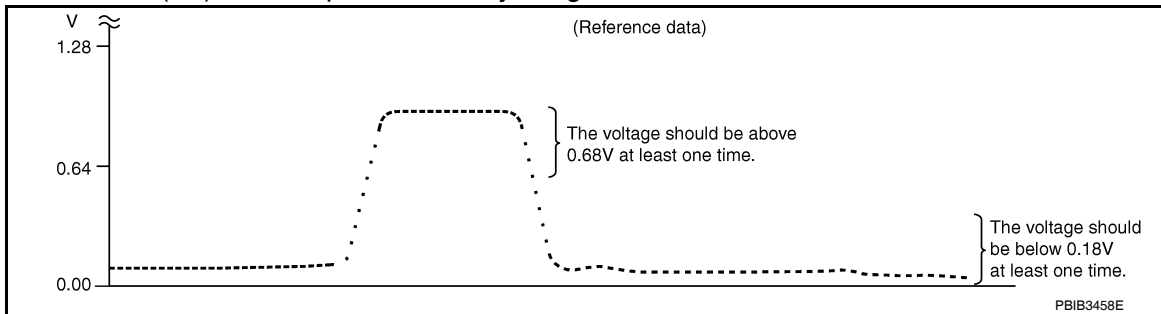 V
(Reference data)
1.28
The voltage should be above
0.68V at least one time.
0.64
The voltage should
be below 0.18V
at least one time.
0.00
PBIB3458E